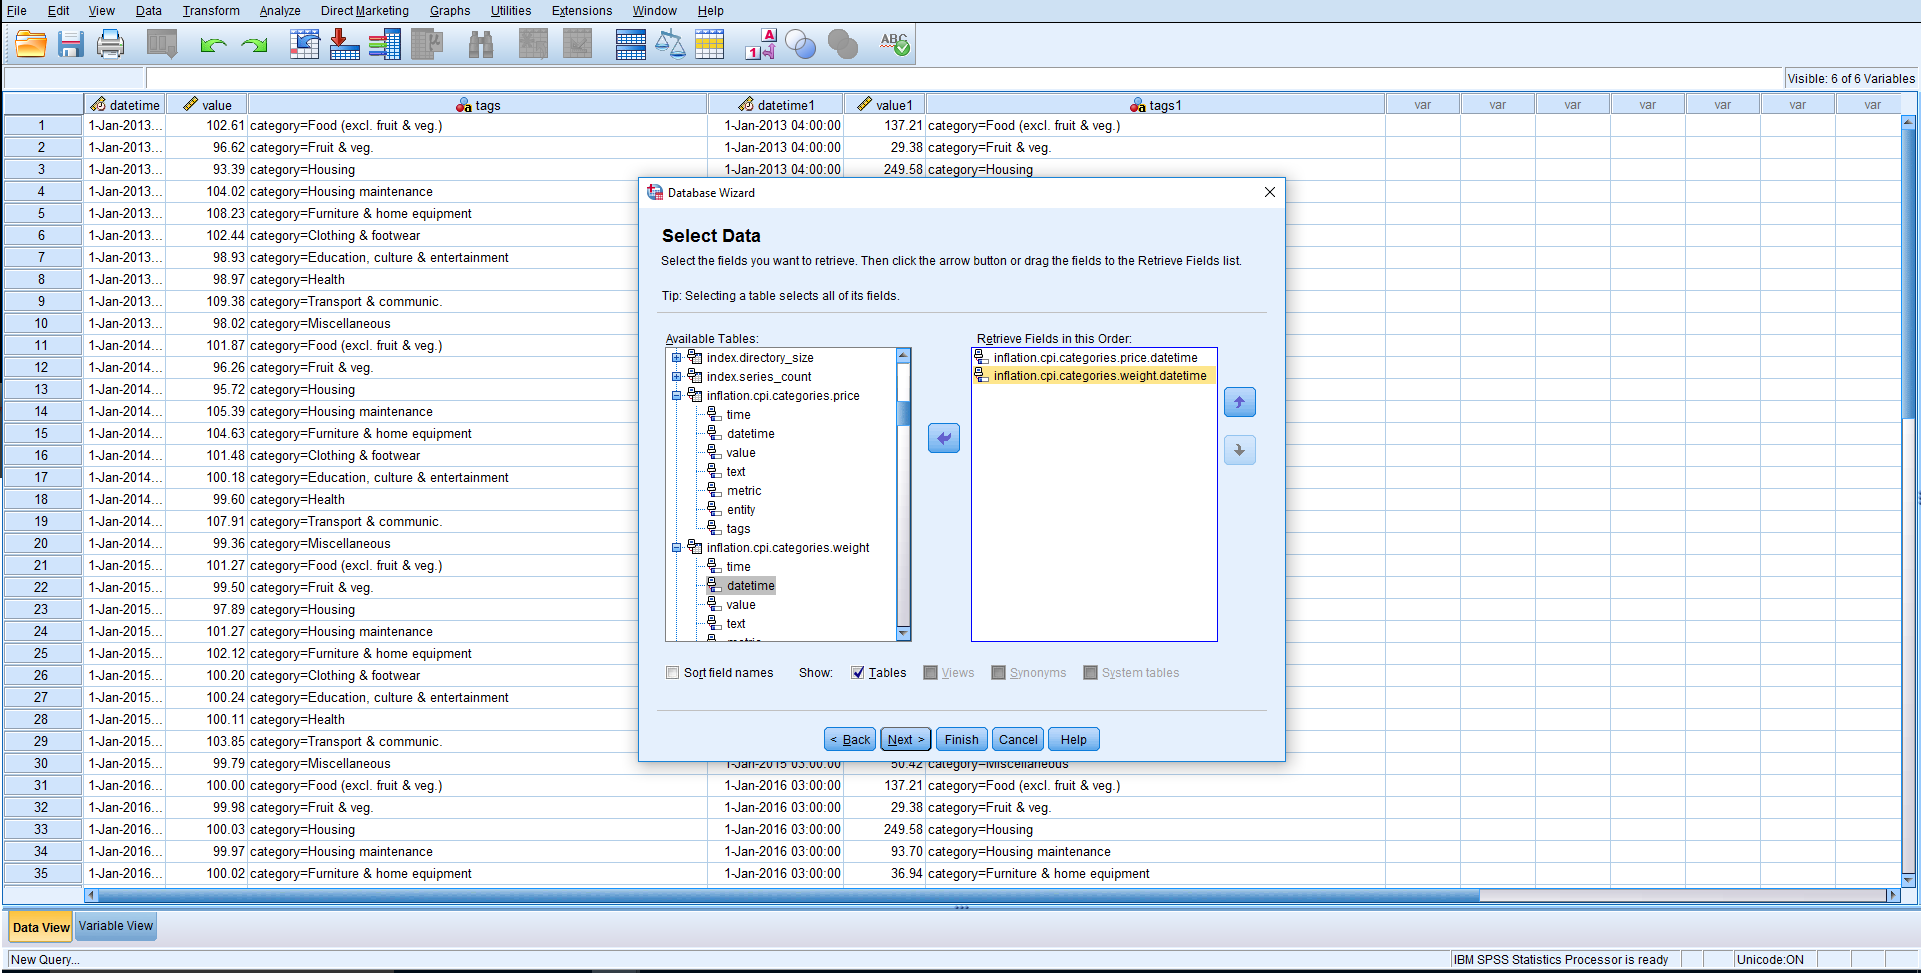 File Edit View Data Transform Analyze Direct Marketing Graphs Utilities Extensions Window Help
Visible: 6 of 6 Variables
datetime value tags datetime1 value1 tags1 var var var var var var var
1 1-Jan-2013... 102.61 category=Food (excl. fruit & veg.) 1-Jan-2013 04:00:00 137.21 category=Food (excl. fruit & veg.)
2 1-Jan-2013... 96.62 category=Fruit & veg. 1-Jan-2013 04:00:00 29.38 category=Fruit & veg.
3 1-Jan-2013... 93.39 category=Housing 1-Jan-2013 04:00:00 249.58 category=Housing
4 1-Jan-2013... 104.02 category=Housing maintenance
5 1-Jan-2013... 108.23 category=Furniture & home equipment
6 1-Jan-2013... 102.44 category=Clothing & footwear
7 1-Jan-2013... 98.93 category=Education, culture & entertainment
8 1-Jan-2013... 98.97 category=Health
9 1-Jan-2013... 109.38 category=Transport & communic.
10 1-Jan-2013... 98.02 category=Miscellaneous
11 1-Jan-2014... 101.87 category=Food (excl. fruit & veg.)
12 1-Jan-2014... 96.26 category=Fruit & veg.
13 1-Jan-2014... 95.72 category=Housing
14 1-Jan-2014... 105.39 category=Housing maintenance
15 1-Jan-2014... 104.63 category=Furniture & home equipment
16 1-Jan-2014... 101.48 category=Clothing & footwear
17 1-Jan-2014... 100.18 category=Education, culture & entertainment
18 1-Jan-2014... 99.60 category=Health
19 1-Jan-2014... 107.91 category=Transport & communic.
20 1-Jan-2014... 99.36 category=Miscellaneous
21 1-Jan-2015... 101.27 category=Food (excl. fruit & veg.)
22 1-Jan-2015... 99.50 category=Fruit & veg.
23 1-Jan-2015... 97.89 category=Housing
24 1-Jan-2015... 101.27 category=Housing maintenance
25 1-Jan-2015... 102.12 category=Furniture & home equipment
26 1-Jan-2015... 100.20 category=Clothing & footwear
27 1-Jan-2015... 100.24 category=Education, culture & entertainment
28 1-Jan-2015... 100.11 category=Health
29 1-Jan-2015... 103.85 category=Transport & communic.
30 1-Jan-2015... 99.79 category=Miscellaneous 1-Jan-2015 03:00:00 50.42 category=Miscellaneous
31 1-Jan-2016... 100.00 category=Food (excl. fruit & veg.) 1-Jan-2016 03:00:00 137.21 category=Food (excl. fruit & veg.)
32 1-Jan-2016... 99.98 category=Fruit & veg. 1-Jan-2016 03:00:00 29.38 category=Fruit & veg.
33 1-Jan-2016... 100.03 category=Housing 1-Jan-2016 03:00:00 249.58 category=Housing
34 1-Jan-2016... 99.97 category=Housing maintenance 1-Jan-2016 03:00:00 93.70 category=Housing maintenance
35 1-Jan-2016... 100.02 category=Furniture & home equipment 1-Jan-2016 03:00:00 36.94 category=Furniture & home equipment
Database Wizard
Select Data
Select the fields you want to retrieve. Then click the arrow button or drag the fields to the Retrieve Fields list.
Tip: Selecting a table selects all of its fields.
Available Tables:
index.directory_size
index.series_count
inflation.cpi.categories.price
time
datetime
value
text
metric
entity
tags
inflation.cpi.categories.weight
time
datetime
value
text
metric
Retrieve Fields in this Order:
inflation.cpi.categories.price.datetime
inflation.cpi.categories.weight.datetime
Sort field names Show: Tables Views Synonyms System tables
< Back Next > Finish Cancel Help
Data View Variable View
New Query... IBM SPSS Statistics Processor is ready Unicode:ON